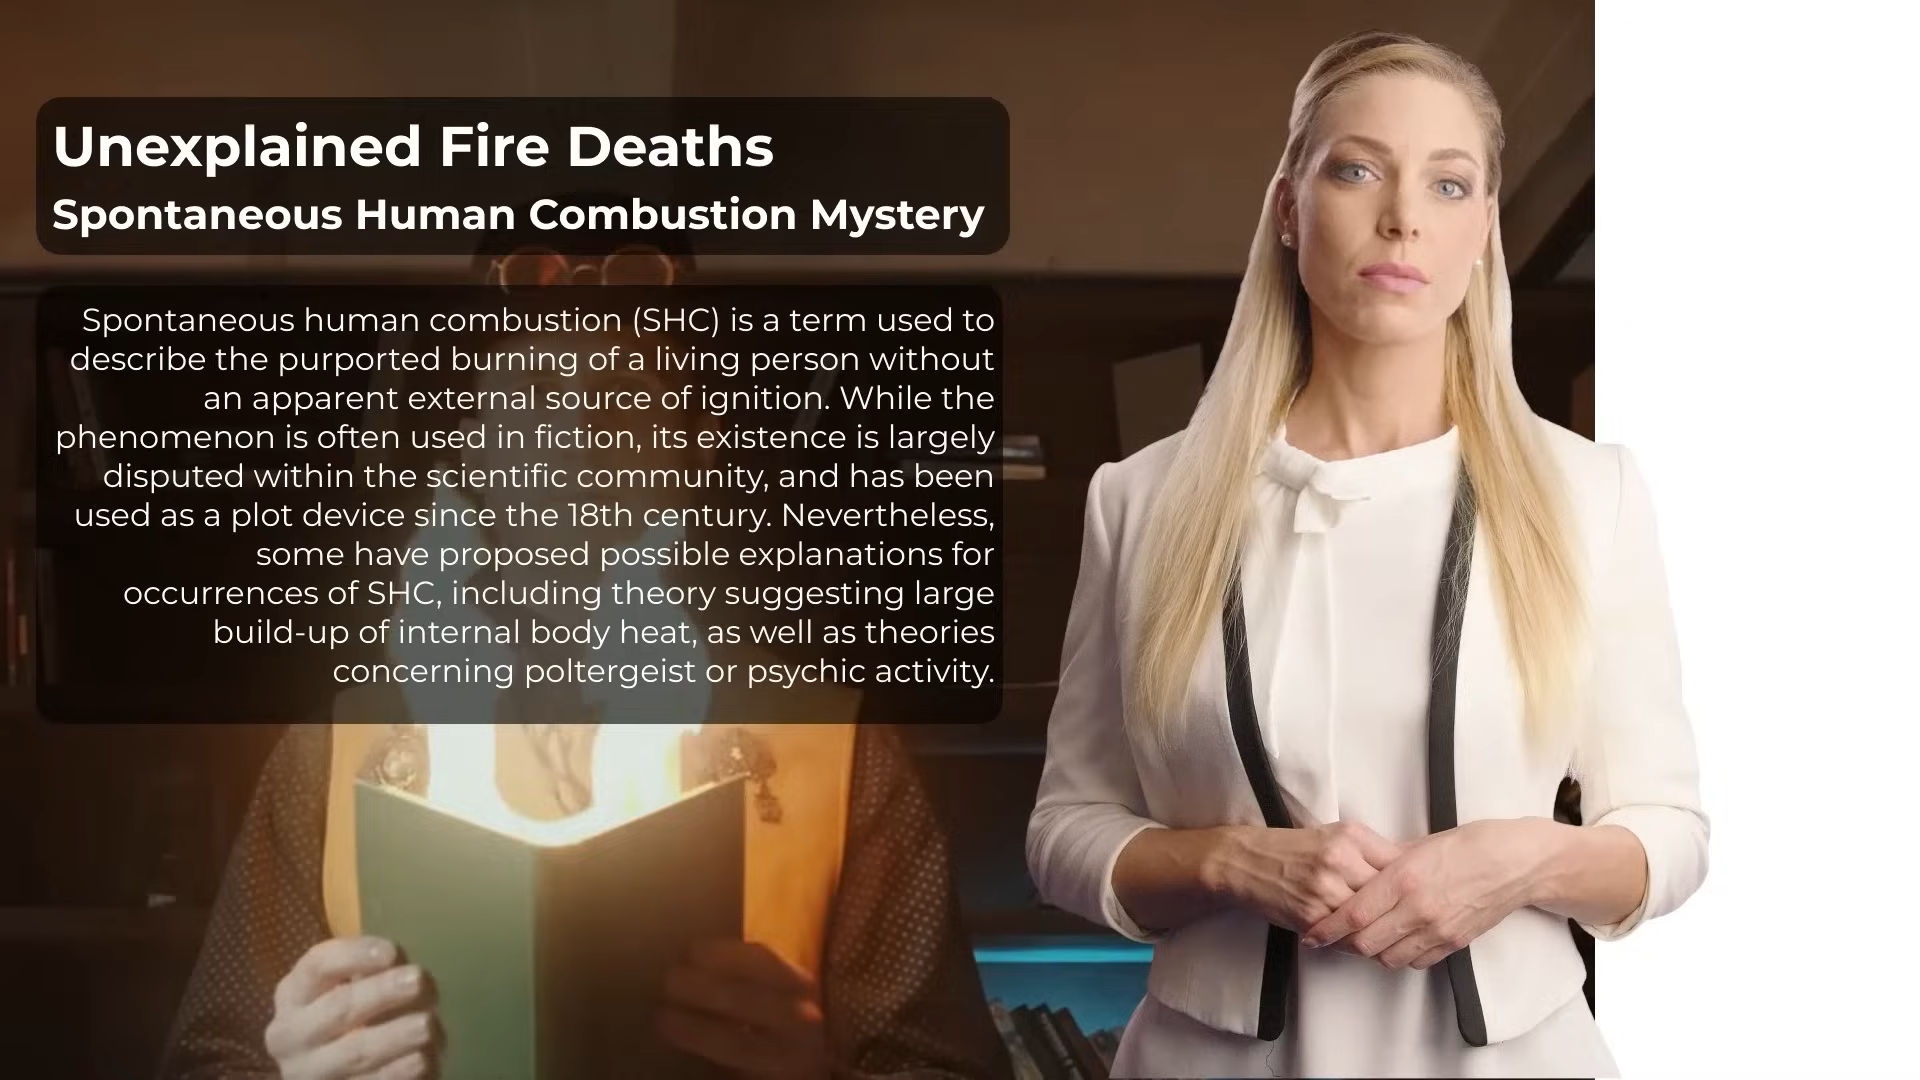 Unexplained Fire Deaths
Spontaneous Human Combustion Mystery
Spontaneous human combustion (SHC) is a term used to
describe the purported burning of a living person without
an apparent external source of ignition. While the
phenomenon is often used in fiction, its existence is largely
disputed within the scientific community, and has been
used as a plot device since the 18th century. Nevertheless,
some have proposed possible explanations for
occurrences of SHC, including theory suggesting large
build-up of internal body heat, as well as theories
concerning poltergeist or psychic activity.